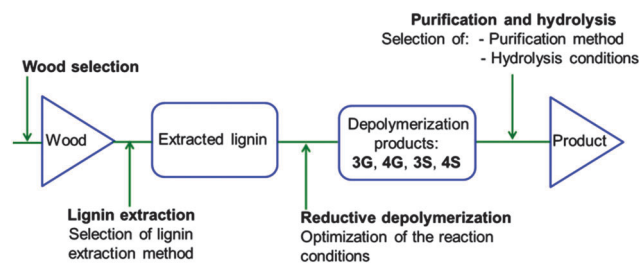 Purification and hydrolysis
Selection of: - Purification method
- Hydrolysis conditions
Wood selection
Wood
Extracted lignin
Depolymerization
products:
3G, 4G, 3S, 4S
Product
Lignin extraction
Selection of lignin
extraction method
Reductive depolymerization
Optimization of the reaction
conditions